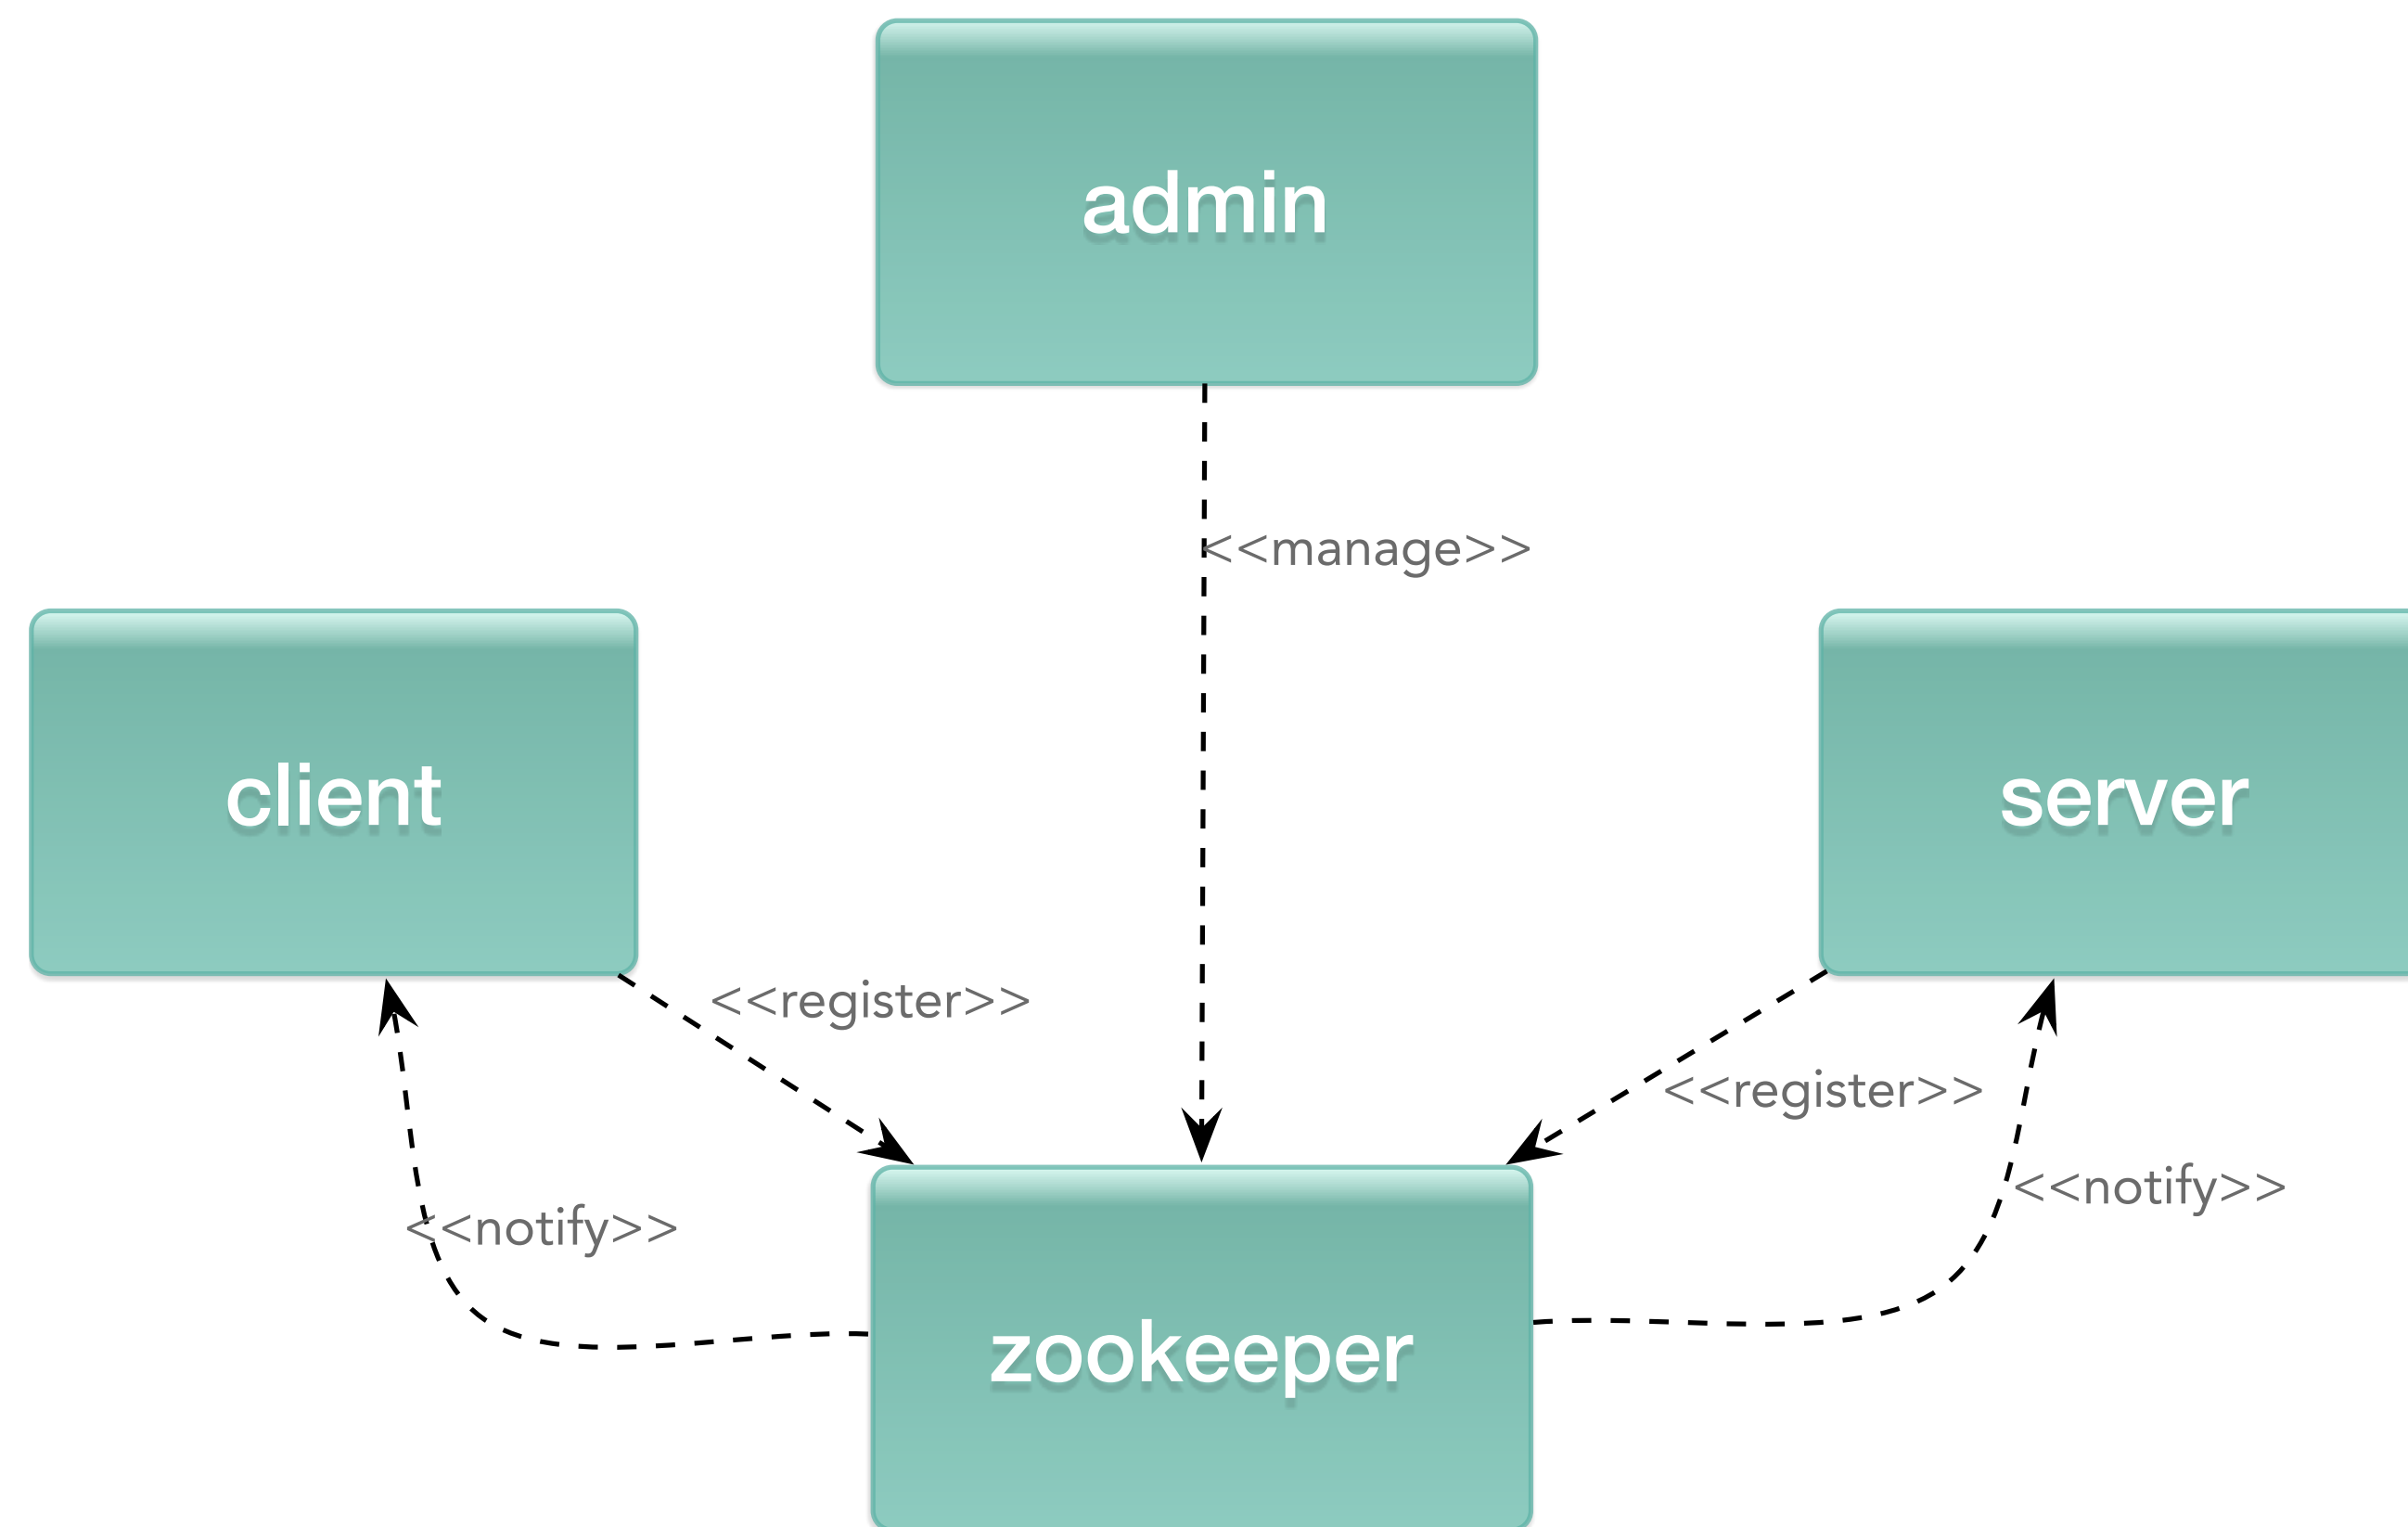 admin
<<manage>>
client
server
<<register>>
<<register>>
<<notify>>
<<notify>>
zookeeper